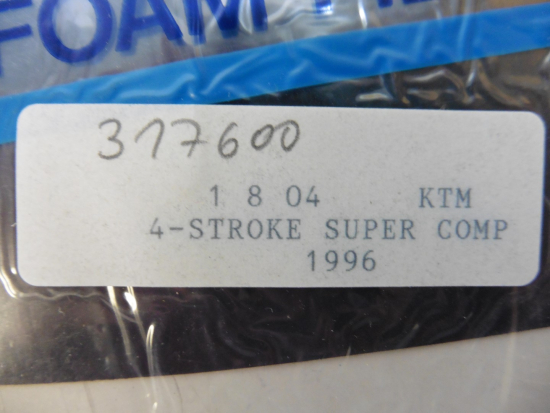 FOAM
317600
1 8 04 KTM
4-STROKE SUPER COMP
1996